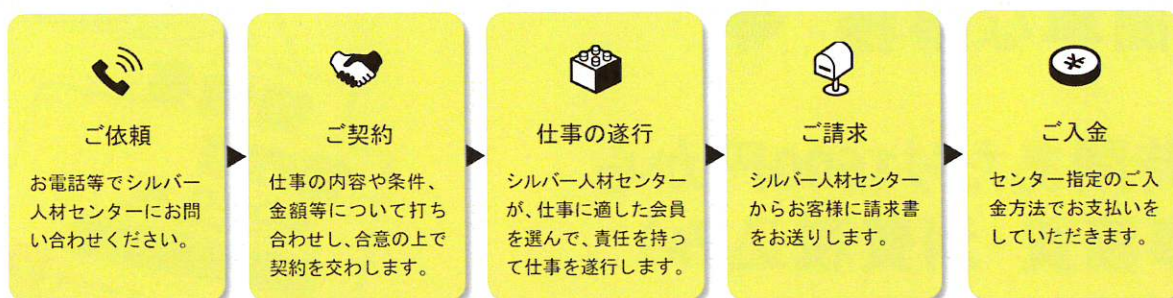 ご依頼
お電話等でシルバー
人材センターにお問
い合わせください。
ご契約
仕事の内容や条件、
金額等について打ち
合わせし、合意の上で
契約を交わします。
仕事の遂行
シルバー人材センター
が、仕事に適した会員
を選んで、責任を持っ
て仕事を遂行します。
ご請求
シルバー人材センター
からお客様に請求書
をお送りします。
ご入金
センター指定のご入
金方法でお支払いを
していただきます。